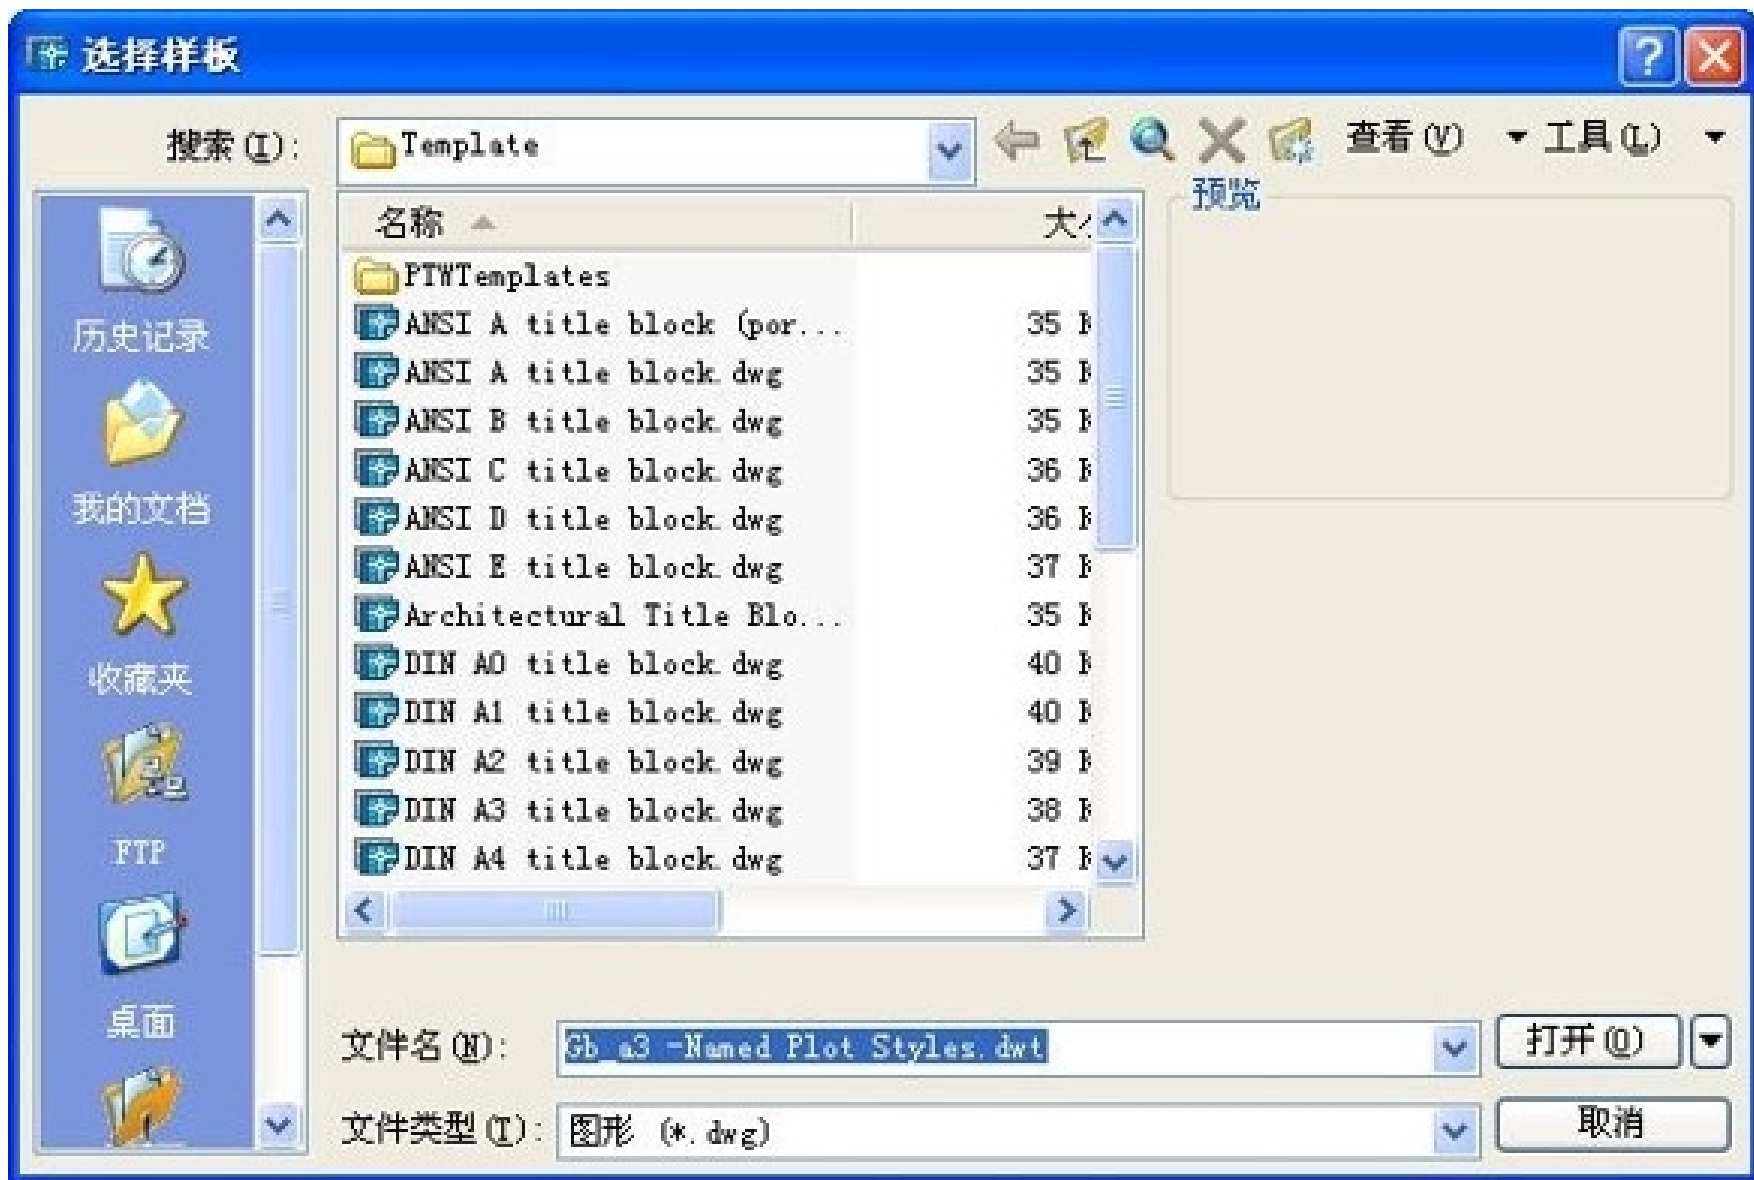 选择样板
搜索(I): Template 查看(V) 工具(L)
预览
名称 大小
PTWTemplates
ANSI A title block (por... 35 K
ANSI A title block.dwg 35 K
ANSI B title block.dwg 35 K
ANSI C title block.dwg 36 K
ANSI D title block.dwg 36 K
ANSI E title block.dwg 37 K
Architectural Title Blo... 35 K
DIN A0 title block.dwg 40 K
DIN A1 title block.dwg 40 K
DIN A2 title block.dwg 39 K
DIN A3 title block.dwg 38 K
DIN A4 title block.dwg 37 K
历史记录
我的文档
收藏夹
FTP
桌面
文件名(N): Gb_a3 -Named Plot Styles.dwt 打开(O)
文件类型(T): 图形 (*.dwg) 取消